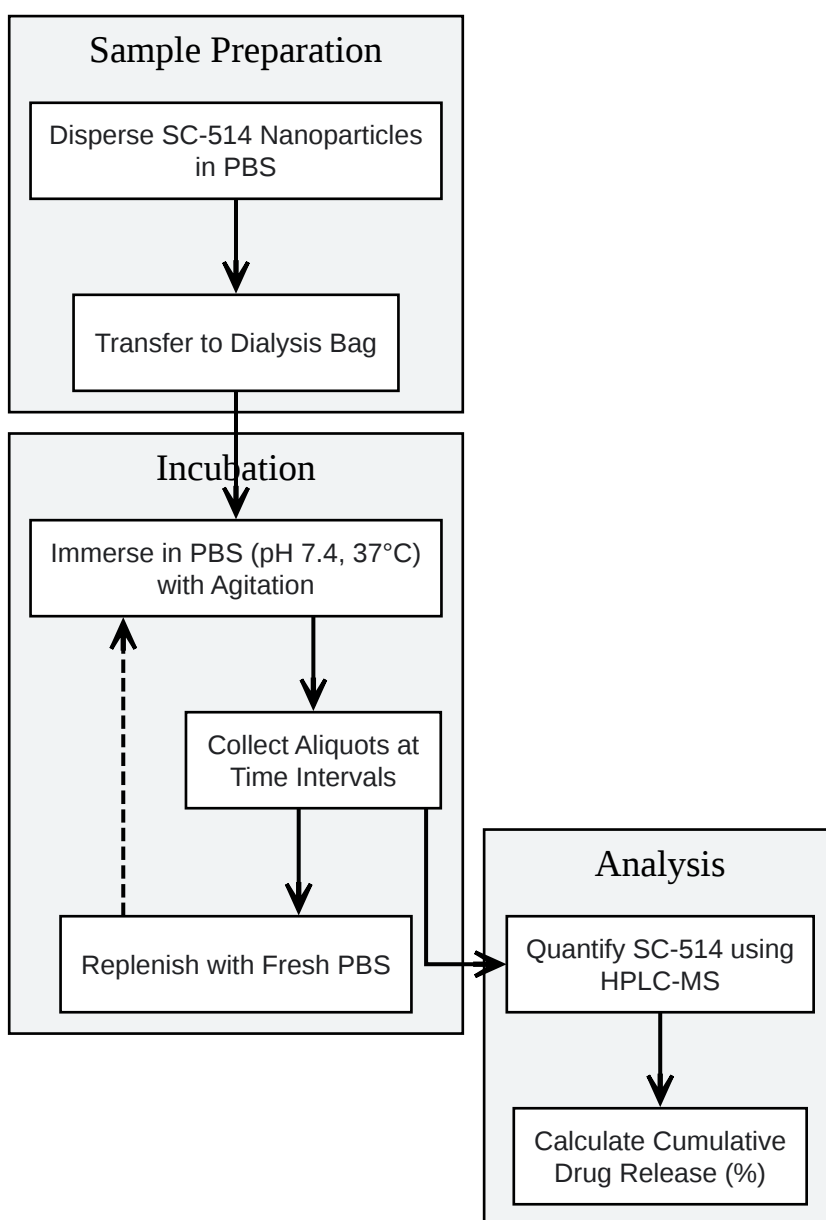 Sample Preparation
Disperse SC-514 Nanoparticles
in PBS
Transfer to Dialysis Bag
Incubation
Immerse in PBS (pH 7.4, 37°C)
with Agitation
Collect Aliquots at
Time Intervals
Replenish with Fresh PBS
Analysis
Quantify SC-514 using
HPLC-MS
Calculate Cumulative
Drug Release (%)